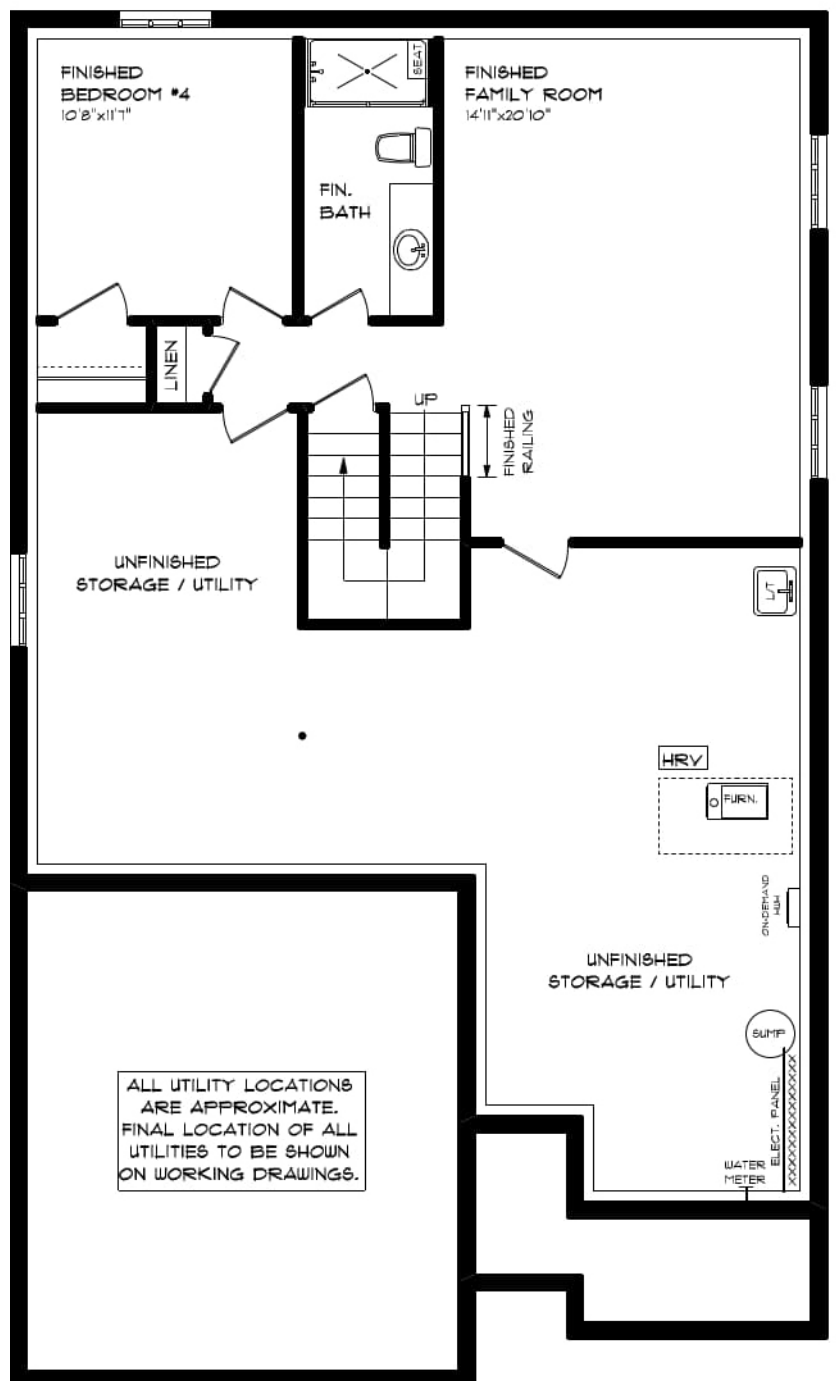 FINISHED
BEDROOM #4
10'8"x11'7"
SEAT
FINISHED
FAMILY ROOM
14'11"x20'10"
FIN.
BATH
LINEN
UP
FINISHED
RAILING
UNFINISHED
STORAGE / UTILITY
L/T
HRV
FURN.
ON-DEMAND
HWH
UNFINISHED
STORAGE / UTILITY
SUMP
ELECT. PANEL
WATER
METER
ALL UTILITY LOCATIONS
ARE APPROXIMATE.
FINAL LOCATION OF ALL
UTILITIES TO BE SHOWN
ON WORKING DRAWINGS.